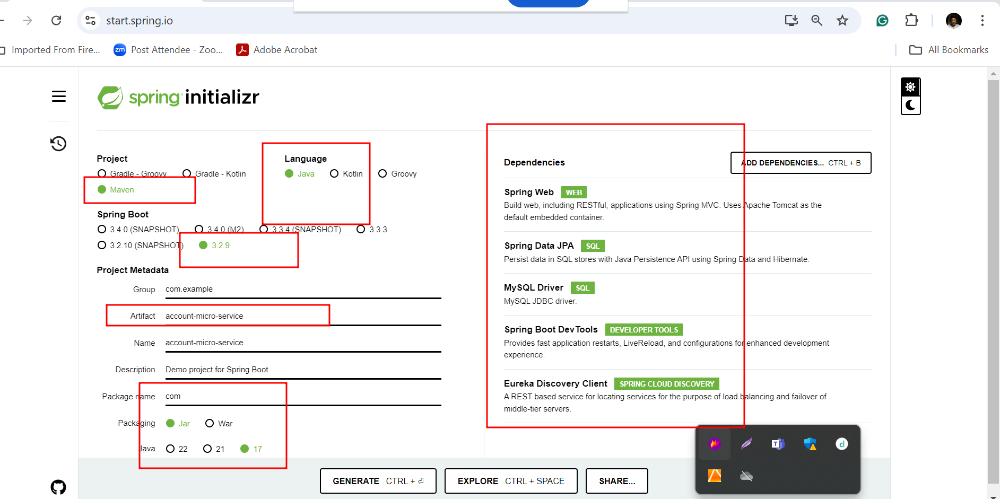 start.spring.io
Imported From Fire...
zm Post Attendee - Zoo...
Adobe Acrobat
All Bookmarks
spring initializr
Project
Gradle - Groovy
Gradle - Kotlin
Maven
Language
Java
Kotlin
Groovy
Spring Boot
3.4.0 (SNAPSHOT)
3.4.0 (M2)
3.3.4 (SNAPSHOT)
3.3.3
3.2.10 (SNAPSHOT)
3.2.9
Project Metadata
Group com.example
Artifact account-micro-service
Name account-micro-service
Description Demo project for Spring Boot
Package name com
Packaging Jar War
Java 22 21 17
Dependencies
ADD DEPENDENCIES... CTRL + B
Spring Web WEB
Build web, including RESTful, applications using Spring MVC. Uses Apache Tomcat as the
default embedded container.
Spring Data JPA SQL
Persist data in SQL stores with Java Persistence API using Spring Data and Hibernate.
MySQL Driver SQL
MySQL JDBC driver.
Spring Boot DevTools DEVELOPER TOOLS
Provides fast application restarts, LiveReload, and configurations for enhanced development
experience.
Eureka Discovery Client SPRING CLOUD DISCOVERY
A REST based service for locating services for the purpose of load balancing and failover of
middle-tier servers.
GENERATE CTRL + ⏎
EXPLORE CTRL + SPACE
SHARE...